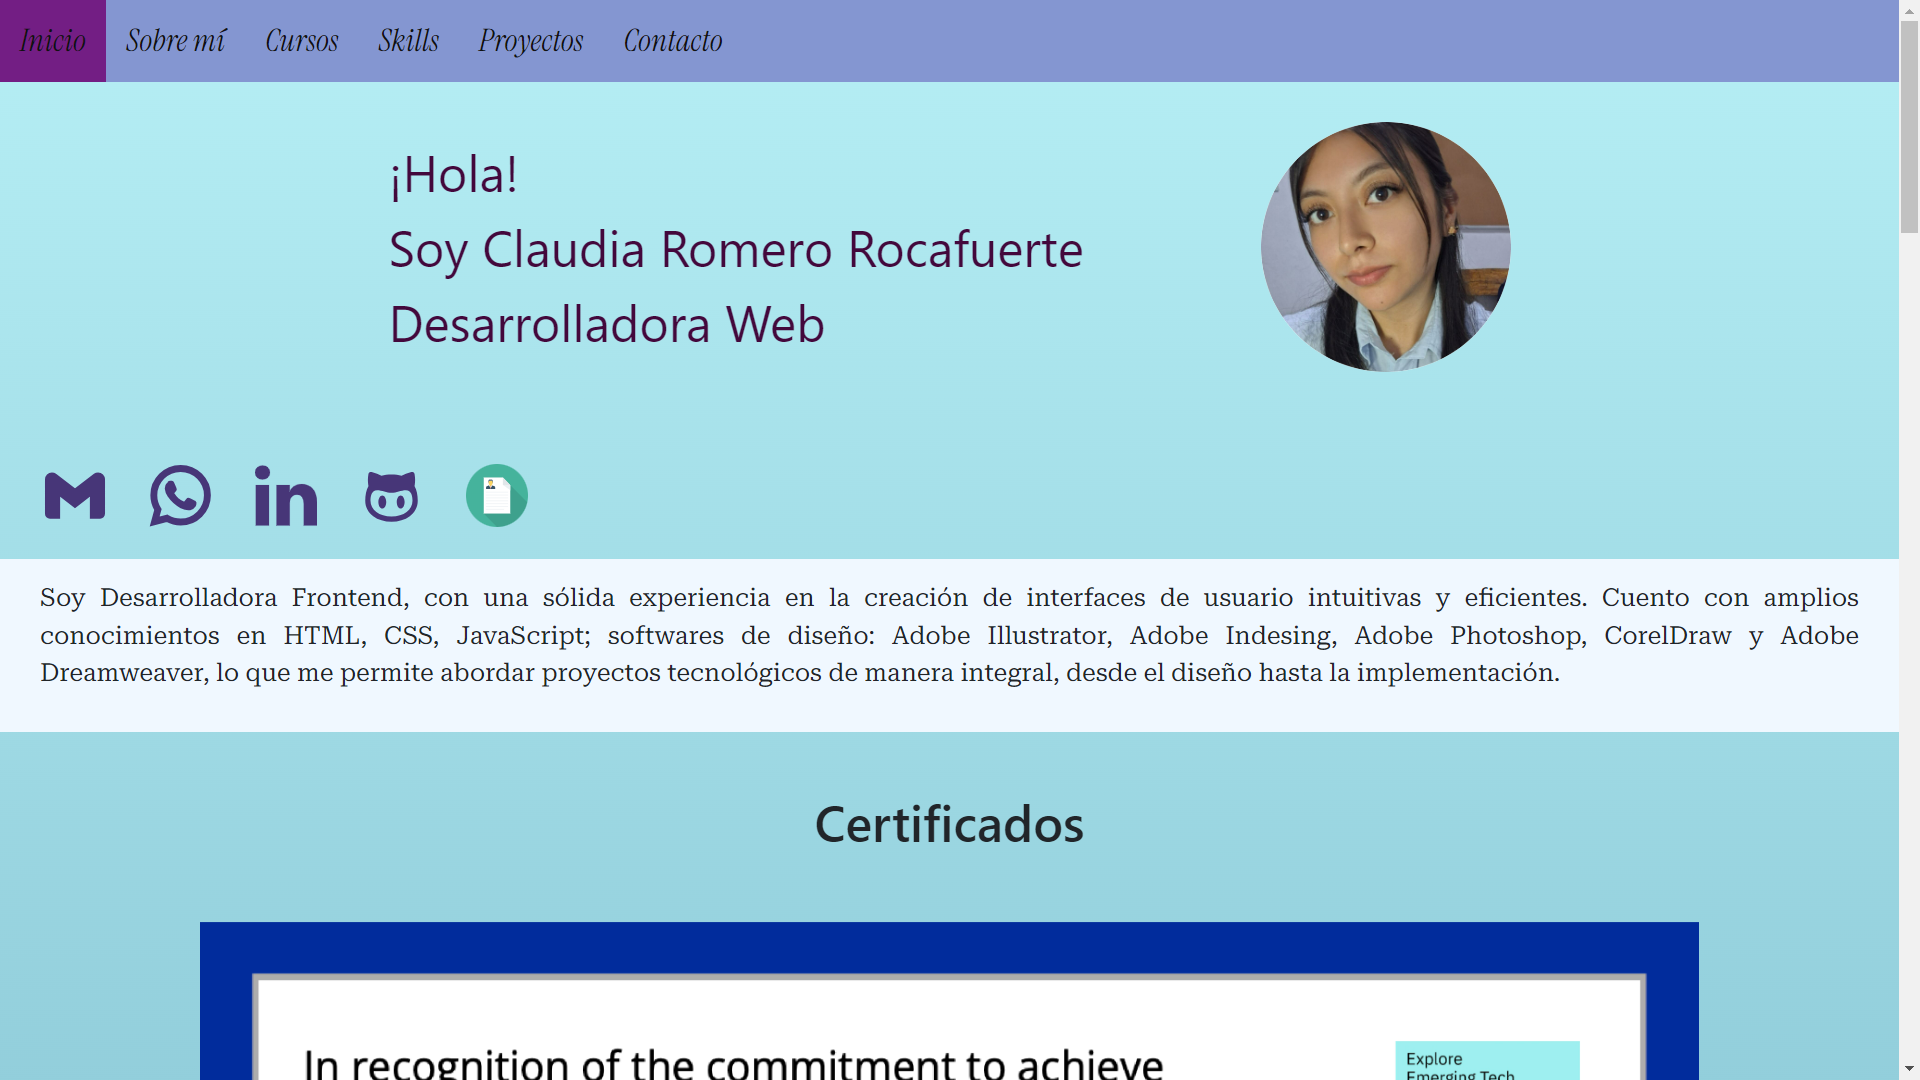 Inicio Sobre mí Cursos Skills Proyectos Contacto
¡Hola!
Soy Claudia Romero Rocafuerte
Desarrolladora Web
Soy Desarrolladora Frontend, con una sólida experiencia en la creación de interfaces de usuario intuitivas y eficientes. Cuento con amplios
conocimientos en HTML, CSS, JavaScript; softwares de diseño: Adobe Illustrator, Adobe Indesing, Adobe Photoshop, CorelDraw y Adobe
Dreamweaver, lo que me permite abordar proyectos tecnológicos de manera integral, desde el diseño hasta la implementación.
Certificados
In recognition of the commitment to achieve
Explore
Emerging Tech